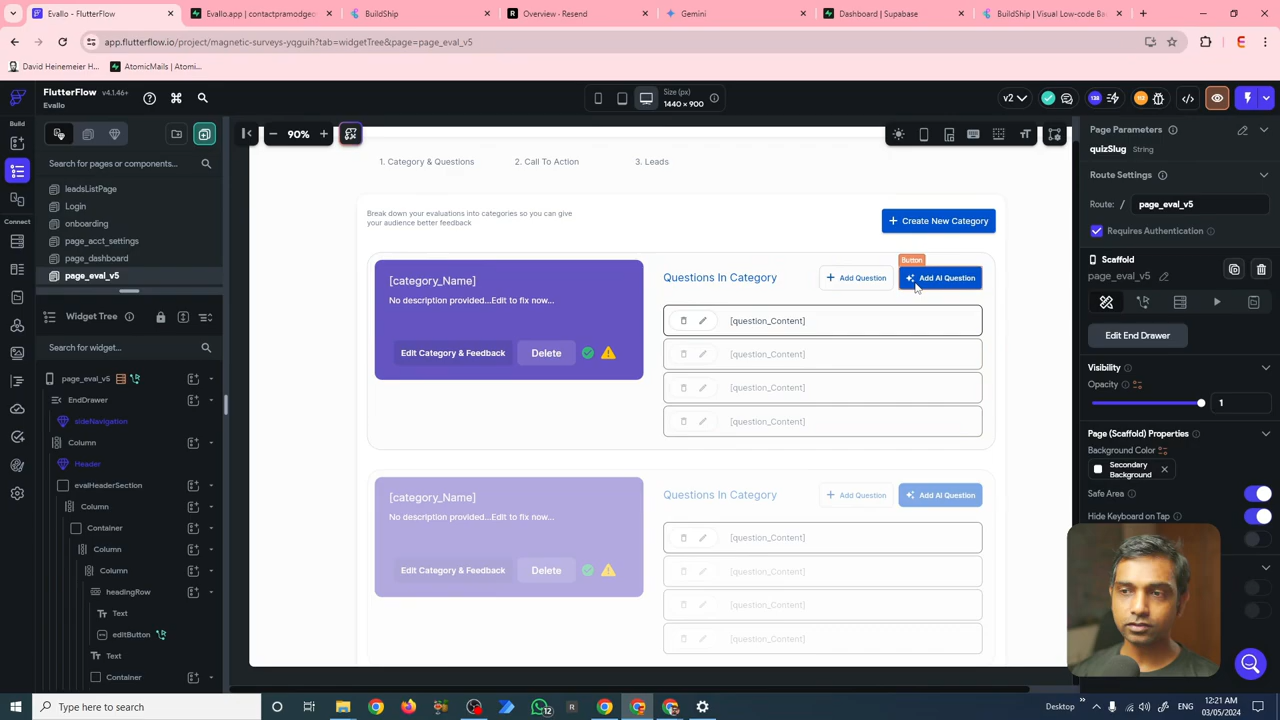 Evallo - FlutterFlow
Evallo.app | contactpramodgec
BuildShip
Overview - Resend
Gemini
Dashboard | Supabase
BuildShip | Visual Low-code Ba
app.flutterflow.io/project/magnetic-surveys-yqguih?tab=widgetTree&page=page_eval_v5
David Heinemeier H...
AtomicMails | Atomi...
FlutterFlow v4.1.46+
Evallo
Size (px)
1440 × 900
v2
Build
Connect
Search for pages or components...
leadsListPage
Login
onboarding
page_acct_settings
page_dashboard
page_eval_v5
Widget Tree
Search for widget...
page_eval_v5
EndDrawer
sideNavigation
Column
Header
evalHeaderSection
Column
Container
Column
Column
headingRow
Text
editButton
Text
Container
90%
1. Category & Questions
2. Call To Action
3. Leads
Break down your evaluations into categories so you can give
your audience better feedback
Create New Category
[category_Name]
No description provided...Edit to fix now...
Edit Category & Feedback
Delete
Questions In Category
Add Question
Button
Add AI Question
[question_Content]
[question_Content]
[question_Content]
[question_Content]
[category_Name]
No description provided...Edit to fix now...
Edit Category & Feedback
Delete
Questions In Category
Add Question
Add AI Question
[question_Content]
[question_Content]
[question_Content]
[question_Content]
Page Parameters
quizSlug String
Route Settings
Route: / page_eval_v5
Requires Authentication
Scaffold
page_eval_v5
Edit End Drawer
Visibility
Opacity
1
Page (Scaffold) Properties
Background Color
Secondary
Background
Safe Area
Hide Keyboard on Tap
Type here to search
12
Desktop
ENG
12:21 AM
03/05/2024